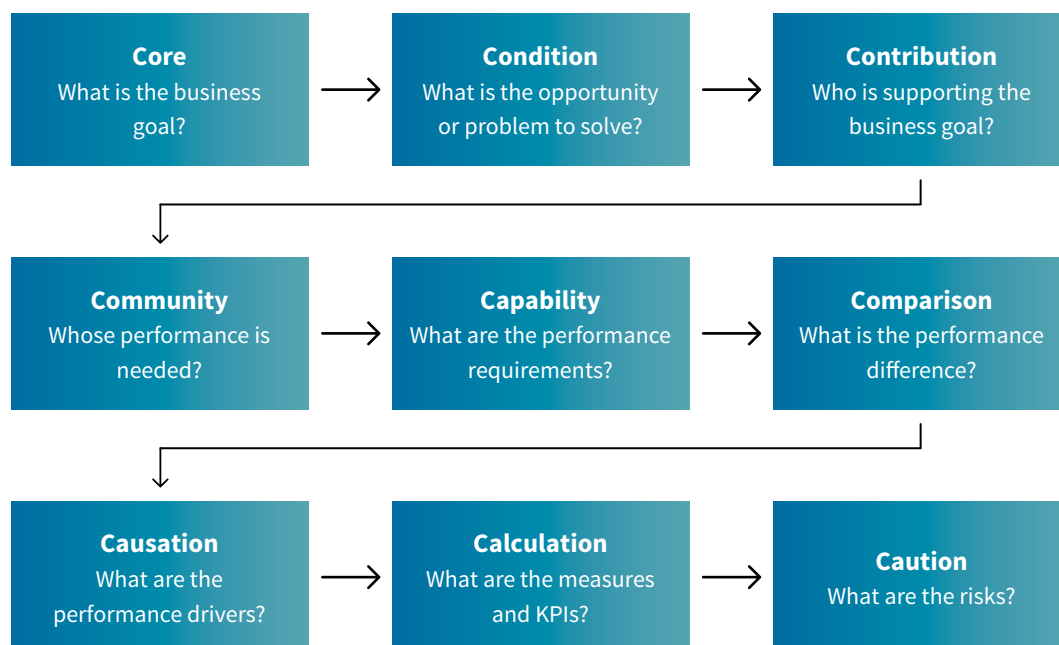 Core
What is the business
goal?
Condition
What is the opportunity
or problem to solve?
Contribution
Who is supporting the
business goal?
Community
Whose performance is
needed?
Capability
What are the performance
requirements?
Comparison
What is the performance
difference?
Causation
What are the
performance drivers?
Calculation
What are the measures
and KPIs?
Caution
What are the risks?